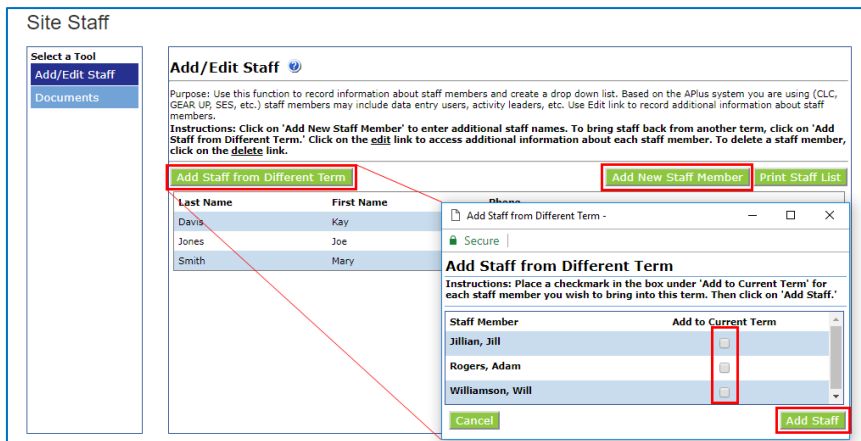 Site Staff
Select a Tool
Add/Edit Staff
Documents
Add/Edit Staff
Purpose: Use this function to record information about staff members and create a drop down list. Based on the APlus system you are using (CLC,
GEAR UP, SES, etc.) staff members may include data entry users, activity leaders, etc. Use Edit link to record additional information about staff
members.
Instructions: Click on 'Add New Staff Member' to enter additional staff names. To bring staff back from another term, click on 'Add
Staff from Different Term.' Click on the edit link to access additional information about each staff member. To delete a staff member,
click on the delete link.
Add Staff from Different Term Add New Staff Member Print Staff List
Last Name First Name Phone
Davis Kay
Jones Joe
Smith Mary
Add Staff from Different Term -
Secure
Add Staff from Different Term
Instructions: Place a checkmark in the box under 'Add to Current Term' for
each staff member you wish to bring into this term. Then click on 'Add Staff.'
Staff Member Add to Current Term
Jillian, Jill
Rogers, Adam
Williamson, Will
Cancel Add Staff